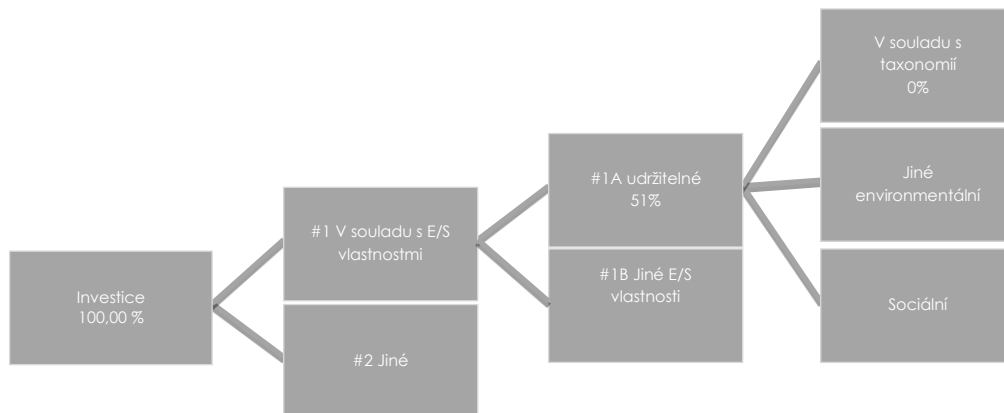 Investice
100,00 %
#1 V souladu s E/S
vlastnostmi
#2 Jiné
#1A udržitelné
51%
#1B Jiné E/S
vlastnosti
V souladu s
taxonomií
0%
Jiné
environmentální
Sociální